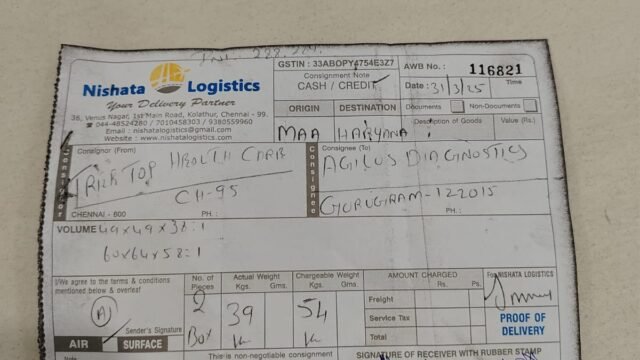 GSTIN : 33ABOPY4754E3Z7
AWB No. : 116821
Nishata Logistics
Your Delivery Partner
36, Venus Nagar, 1st Main Road, Kolathur, Chennai - 99.
☎ 044-48524280 / 7010458303 / 9380559960
Email : nishatalogistics@gmail.com
Website : www.nishatalogistics.com
Consignment Note
CASH / CREDIT
Date : 31/3/25
Time
ORIGIN
DESTINATION
Documents
Non-Documents
MAA
HARYANA
Description of Goods
Value (Rs.)
Consignor
Consignor (From)
TOP HEALTH CARE
CH-95
CHENNAI - 600
PH :
Consignee
Consignee (To)
AGILUS DIAGNOSTICS
GURUGIRAM-122015
PH. :
VOLUME 49x49x38:1
60x64x58:1
I/We agree to the terms & conditions
mentioned below & overleaf
Sender's Signature
AIR
SURFACE
No. of Pieces
2
Box
Actual Weight
Kgs. Gms.
39
Chargeable Weight
Kgs. Gms.
54
AMOUNT CHARGED
Rs. Ps.
Freight
Service Tax
Total
For NISHATA LOGISTICS
PROOF OF
DELIVERY
Note
This is non-negotiable consignment
SIGNATURE OF RECEIVER WITH RUBBER STAMP